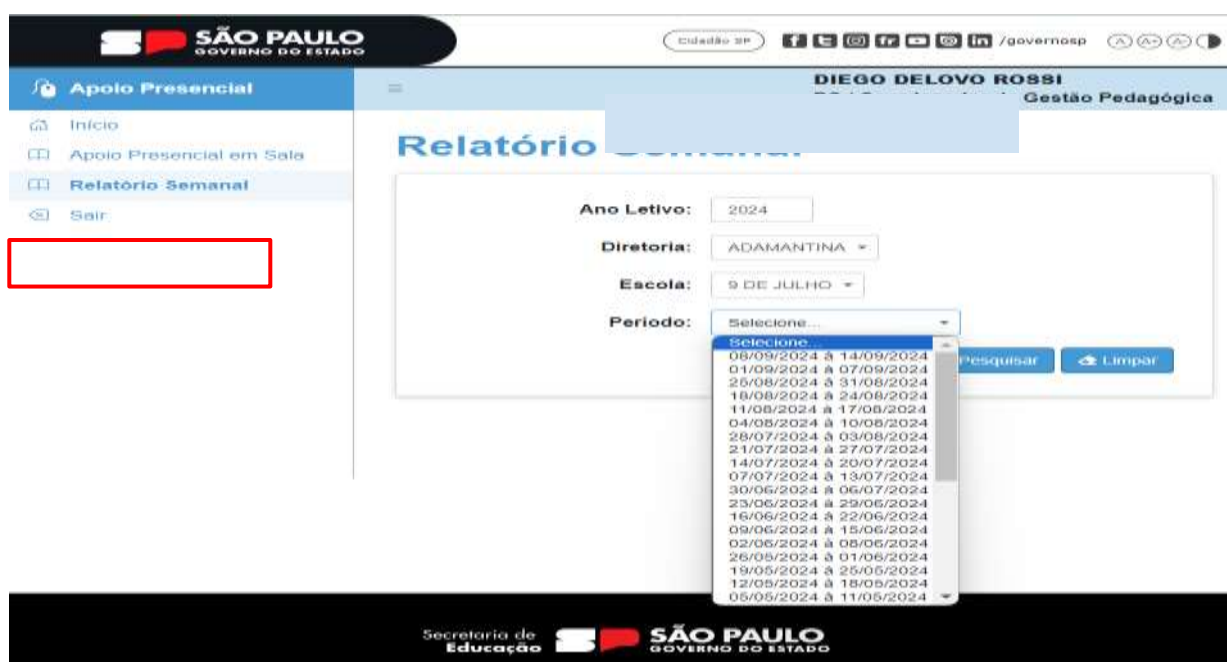 SÃO PAULO
GOVERNO DO ESTADO
Cidadão SP
/governosp
A A+ A-
Apoio Presencial
DIEGO DELOVO ROSSI
Gestão Pedagógica
Início
Apoio Presencial em Sala
Relatório Semanal
Sair
Relatório Semanal
Ano Letivo: 2024
Diretoria: ADAMANTINA
Escola: 9 DE JULHO
Periodo: Selecione...
Selecione...
08/09/2024 à 14/09/2024
01/09/2024 à 07/09/2024
25/08/2024 à 31/08/2024
18/08/2024 à 24/08/2024
11/08/2024 à 17/08/2024
04/08/2024 à 10/08/2024
28/07/2024 à 03/08/2024
21/07/2024 à 27/07/2024
14/07/2024 à 20/07/2024
07/07/2024 à 13/07/2024
30/06/2024 à 06/07/2024
23/06/2024 à 29/06/2024
16/06/2024 à 22/06/2024
09/06/2024 à 15/06/2024
02/06/2024 à 08/06/2024
26/05/2024 à 01/06/2024
19/05/2024 à 25/05/2024
12/05/2024 à 18/05/2024
05/05/2024 à 11/05/2024
Pesquisar
Limpar
Secretaria de
Educação
SÃO PAULO
GOVERNO DO ESTADO